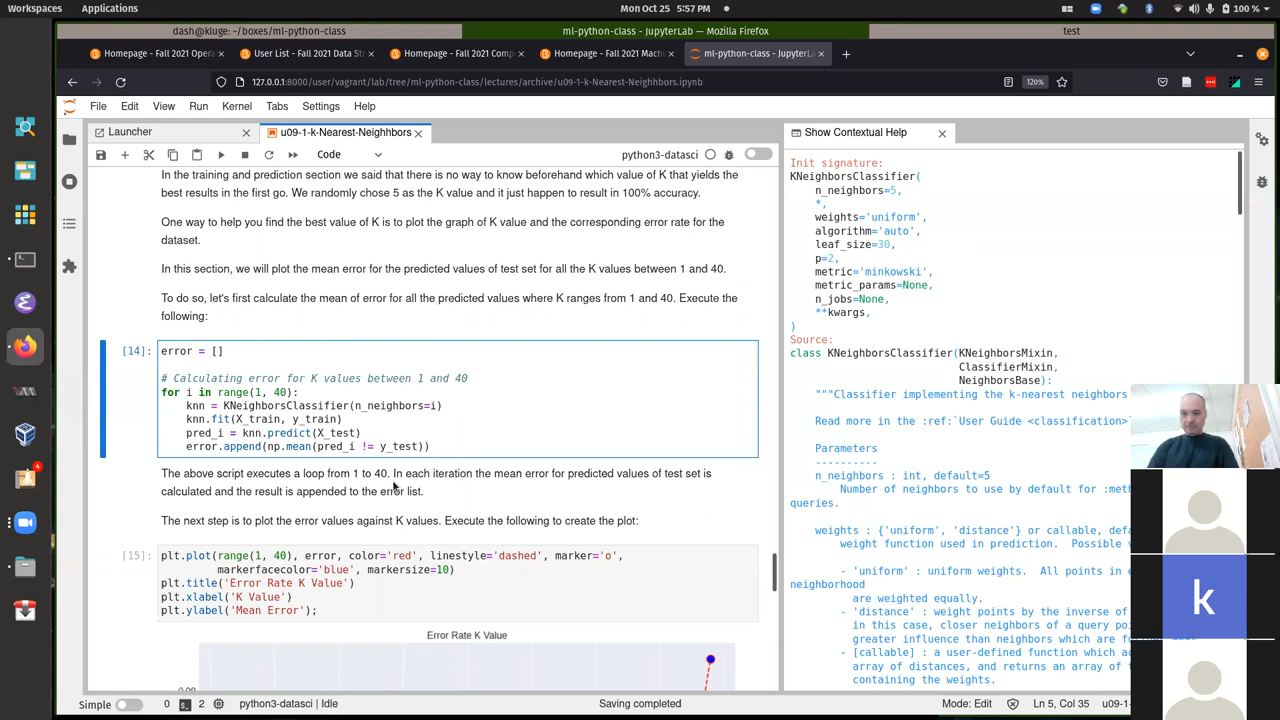 Workspaces Applications Mon Oct 25 5:57 PM 100 %
dash@kluge: ~/boxes/ml-python-class ml-python-class — JupyterLab — Mozilla Firefox test
Homepage - Fall 2021 Opera User List - Fall 2021 Data St Homepage - Fall 2021 Comp Homepage - Fall 2021 Machi ml-python-class - JupyterLab
127.0.0.1:8000/user/vagrant/lab/tree/ml-python-class/lectures/archive/u09-1-k-Nearest-Neighhbors.ipynb 120%
File Edit View Run Kernel Tabs Settings Help
Launcher u09-1-k-Nearest-Neighhbors
Code python3-datasci
In the training and prediction section we said that there is no way to know beforehand which value of K that yields the
best results in the first go. We randomly chose 5 as the K value and it just happen to result in 100% accuracy.
One way to help you find the best value of K is to plot the graph of K value and the corresponding error rate for the
dataset.
In this section, we will plot the mean error for the predicted values of test set for all the K values between 1 and 40.
To do so, let's first calculate the mean of error for all the predicted values where K ranges from 1 and 40. Execute the
following:
[14]: error = []
# Calculating error for K values between 1 and 40
for i in range(1, 40):
knn = KNeighborsClassifier(n_neighbors=i)
knn.fit(X_train, y_train)
pred_i = knn.predict(X_test)
error.append(np.mean(pred_i != y_test))
The above script executes a loop from 1 to 40. In each iteration the mean error for predicted values of test set is
calculated and the result is appended to the error list.
The next step is to plot the error values against K values. Execute the following to create the plot:
[15]: plt.plot(range(1, 40), error, color='red', linestyle='dashed', marker='o',
markerfacecolor='blue', markersize=10)
plt.title('Error Rate K Value')
plt.xlabel('K Value')
plt.ylabel('Mean Error');
Error Rate K Value
Show Contextual Help
Init signature:
KNeighborsClassifier(
n_neighbors=5,
*,
weights='uniform',
algorithm='auto',
leaf_size=30,
p=2,
metric='minkowski',
metric_params=None,
n_jobs=None,
**kwargs,
)
Source:
class KNeighborsClassifier(KNeighborsMixin,
ClassifierMixin,
NeighborsBase):
"""Classifier implementing the k-nearest neighbors
Read more in the :ref:`User Guide <classification>`
Parameters
----------
n_neighbors : int, default=5
Number of neighbors to use by default for :meth
queries.
weights : {'uniform', 'distance'} or callable, defa
weight function used in prediction. Possible v
- 'uniform' : uniform weights. All points in e
neighborhood
are weighted equally.
- 'distance' : weight points by the inverse of
in this case, closer neighbors of a query poi
greater influence than neighbors which are
- [callable] : a user-defined function which ac
array of distances, and returns an array of
containing the weights.
k
4
Simple 0 2 python3-datasci | Idle Saving completed Mode: Edit Ln 5, Col 35 u09-1